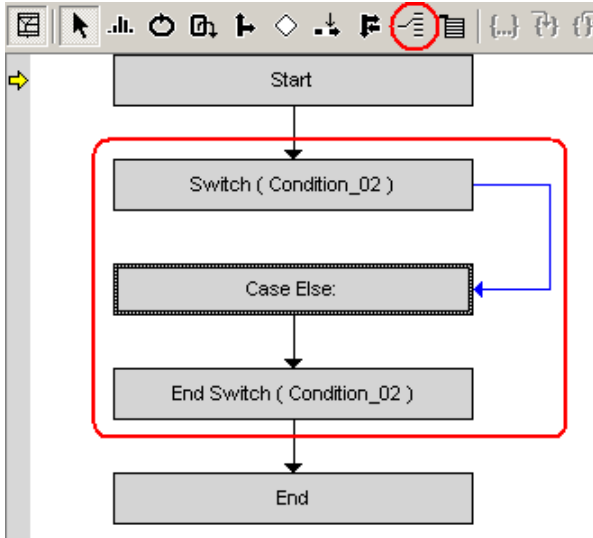 Start
Switch ( Condition_02 )
Case Else:
End Switch ( Condition_02 )
End